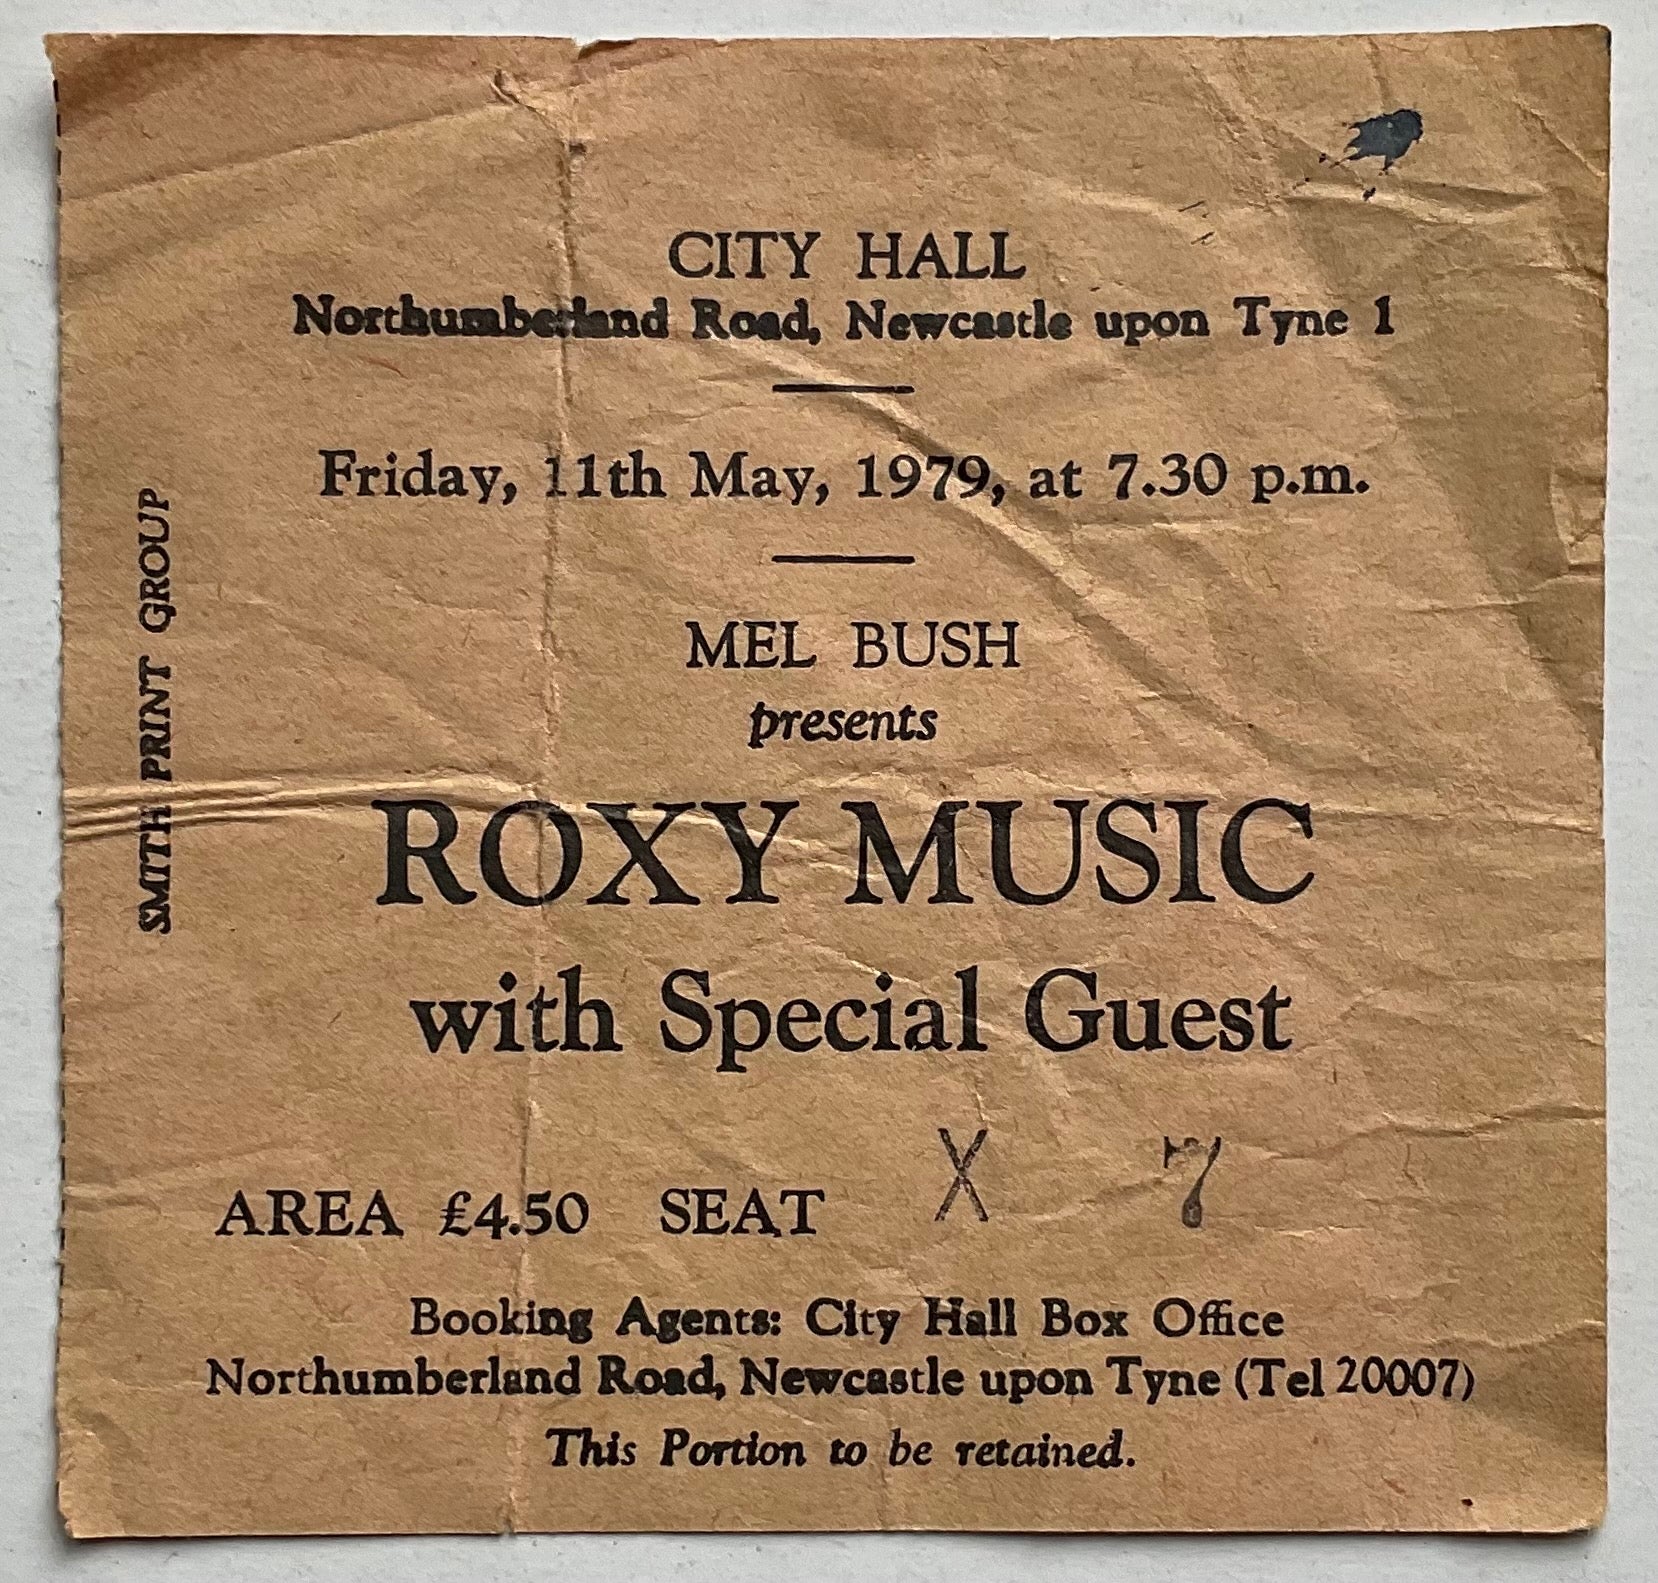 CITY HALL
Northumberland Road, Newcastle upon Tyne 1
Friday, 11th May, 1979, at 7.30 p.m.
MEL BUSH
presents
ROXY MUSIC
with Special Guest
AREA £4.50 SEAT X 7
Booking Agents: City Hall Box Office
Northumberland Road, Newcastle upon Tyne (Tel 20007)
This Portion to be retained.
SMITH PRINT GROUP